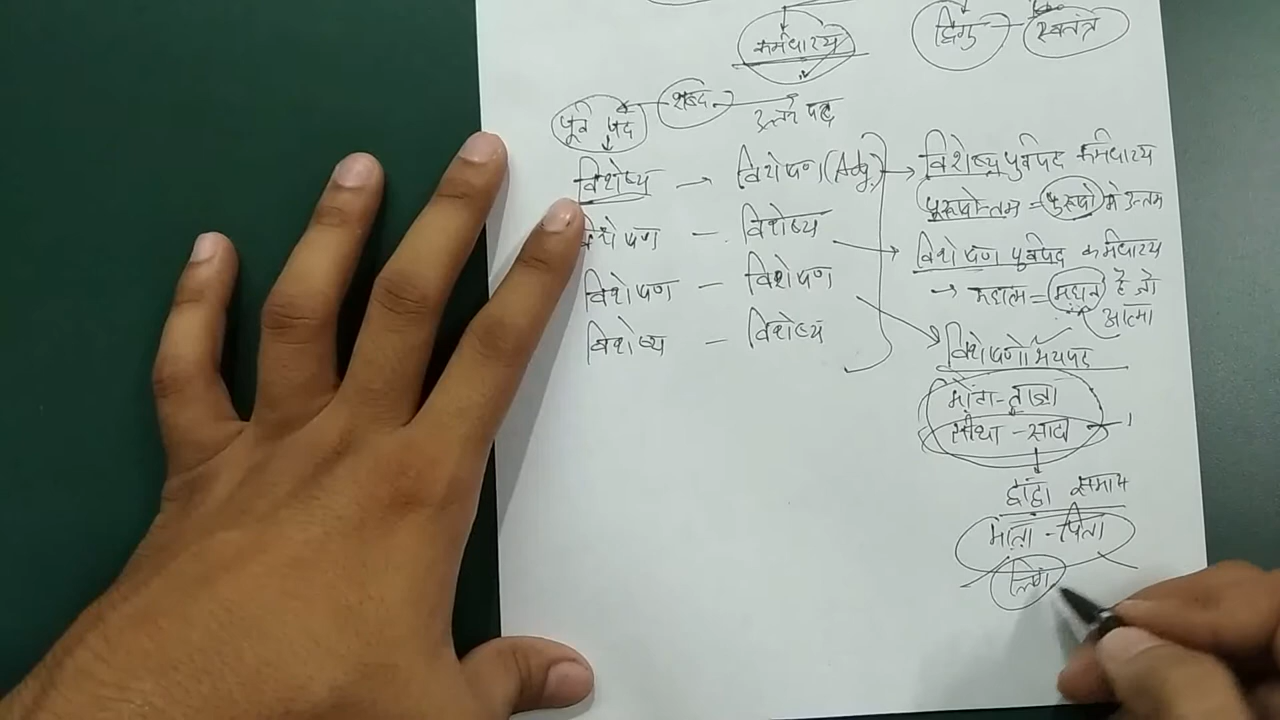 कर्मधारय
द्विगु - स्वतंत्र
शब्द
पूर्व पद
उत्तर पद
विशेष्य → विशेषण (Adj.)
विशेषण - विशेष्य
विशेषण - विशेषण
विशेष्य - विशेष्य
विशेष्य पुर्वपद कर्मधारय
पुरूषोत्तम = पुरूषो मे उत्तम
विशेषण पुर्वपद कर्मधारय
→ महात्म = महान है जो
आत्मा
विशेषणोभयपद
मोटा-ताजा
सीधा - सादा
द्वंद्व समास
माता - पिता
लिंग